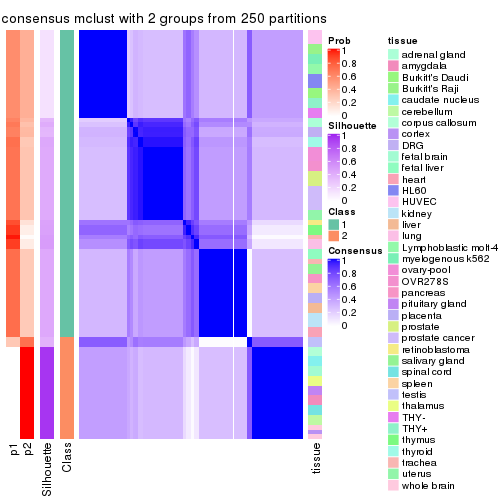 consensus mclust with 2 groups from 250 partitions
Prob
1
0.8
0.6
0.4
0.2
0
Silhouette
1
0.8
0.6
0.4
0.2
0
Class
1
2
Consensus
1
0.8
0.6
0.4
0.2
0
tissue
adrenal gland
amygdala
Burkitt's Daudi
Burkitt's Raji
caudate nucleus
cerebellum
corpus callosum
cortex
DRG
fetal brain
fetal liver
heart
HL60
HUVEC
kidney
liver
lung
Lymphoblastic molt-4
myelogenous k562
ovary-pool
OVR278S
pancreas
pituitary gland
placenta
prostate
prostate cancer
retinoblastoma
salivary gland
spinal cord
spleen
testis
thalamus
THY-
THY+
thymus
thyroid
trachea
uterus
whole brain
p1
p2
Silhouette
Class
tissue